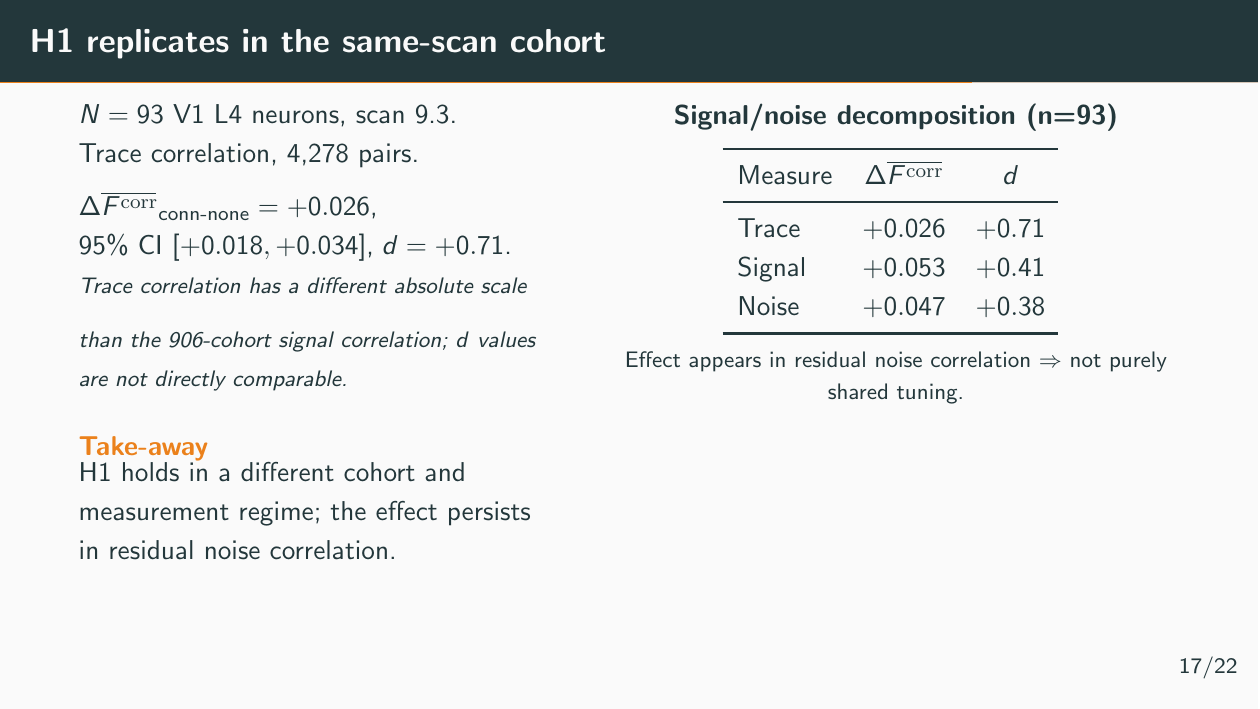 H1 replicates in the same-scan cohort
N = 93 V1 L4 neurons, scan 9.3.
Trace correlation, 4,278 pairs.
ΔF̅ᶜᵒʳʳ conn-none = +0.026,
95% CI [+0.018, +0.034], d = +0.71.
Trace correlation has a different absolute scale
than the 906-cohort signal correlation; d values
are not directly comparable.
Take-away
H1 holds in a different cohort and
measurement regime; the effect persists
in residual noise correlation.
Signal/noise decomposition (n=93)
Measure ΔF̅ᶜᵒʳʳ d
Trace +0.026 +0.71
Signal +0.053 +0.41
Noise +0.047 +0.38
Effect appears in residual noise correlation ⇒ not purely
shared tuning.
17/22